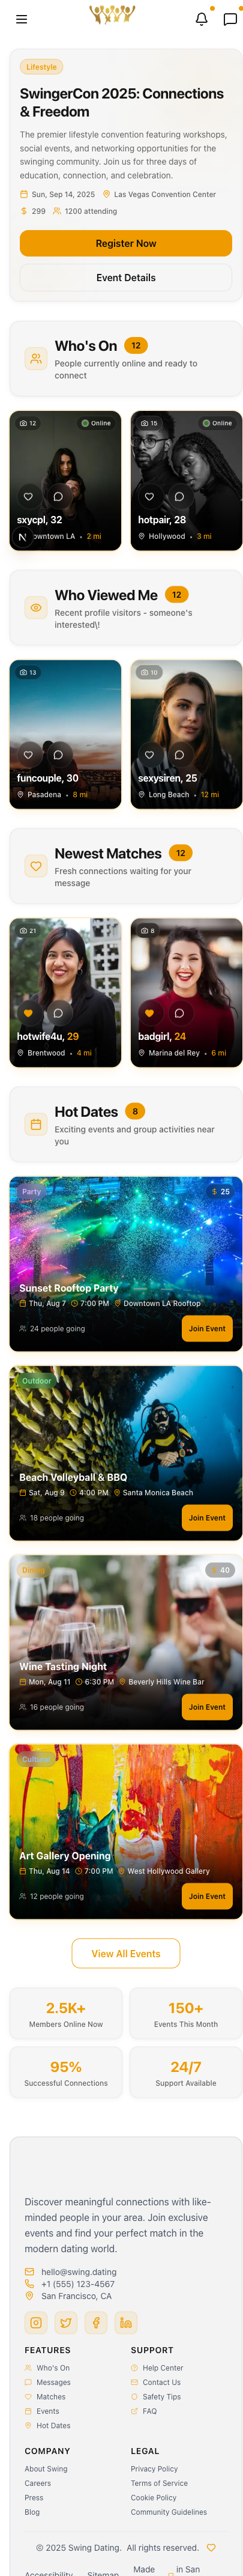 Lifestyle
SwingerCon 2025: Connections
& Freedom
The premier lifestyle convention featuring workshops,
social events, and networking opportunities for the
swinging community. Join us for three days of
education, connection, and celebration.
Sun, Sep 14, 2025 Las Vegas Convention Center
$ 299 1200 attending
Register Now
Event Details
Who's On 12
People currently online and ready to
connect
12 Online
sxycpl, 32
Downtown LA • 2 mi
N
15 Online
hotpair, 28
Hollywood • 3 mi
Who Viewed Me 12
Recent profile visitors - someone's
interested\!
13
funcouple, 30
Pasadena • 8 mi
10
sexysiren, 25
Long Beach • 12 mi
Newest Matches 12
Fresh connections waiting for your
message
21
hotwife4u, 29
Brentwood • 4 mi
8
badgirl, 24
Marina del Rey • 6 mi
Hot Dates 8
Exciting events and group activities near
you
Party $ 25
Sunset Rooftop Party
Thu, Aug 7 7:00 PM Downtown LA Rooftop
24 people going Join Event
Outdoor
Beach Volleyball & BBQ
Sat, Aug 9 4:00 PM Santa Monica Beach
18 people going Join Event
Dining $ 40
Wine Tasting Night
Mon, Aug 11 6:30 PM Beverly Hills Wine Bar
16 people going Join Event
Culture
Art Gallery Opening
Thu, Aug 14 7:00 PM West Hollywood Gallery
12 people going Join Event
View All Events
2.5K+
Members Online Now
150+
Events This Month
95%
Successful Connections
24/7
Support Available
Discover meaningful connections with like-
minded people in your area. Join exclusive
events and find your perfect match in the
modern dating world.
hello@swing.dating
+1 (555) 123-4567
San Francisco, CA
FEATURES
Who's On
Messages
Matches
Events
Hot Dates
SUPPORT
Help Center
Contact Us
Safety Tips
FAQ
COMPANY
About Swing
Careers
Press
Blog
LEGAL
Privacy Policy
Terms of Service
Cookie Policy
Community Guidelines
© 2025 Swing Dating. All rights reserved.
Accessibility Sitemap Made in San